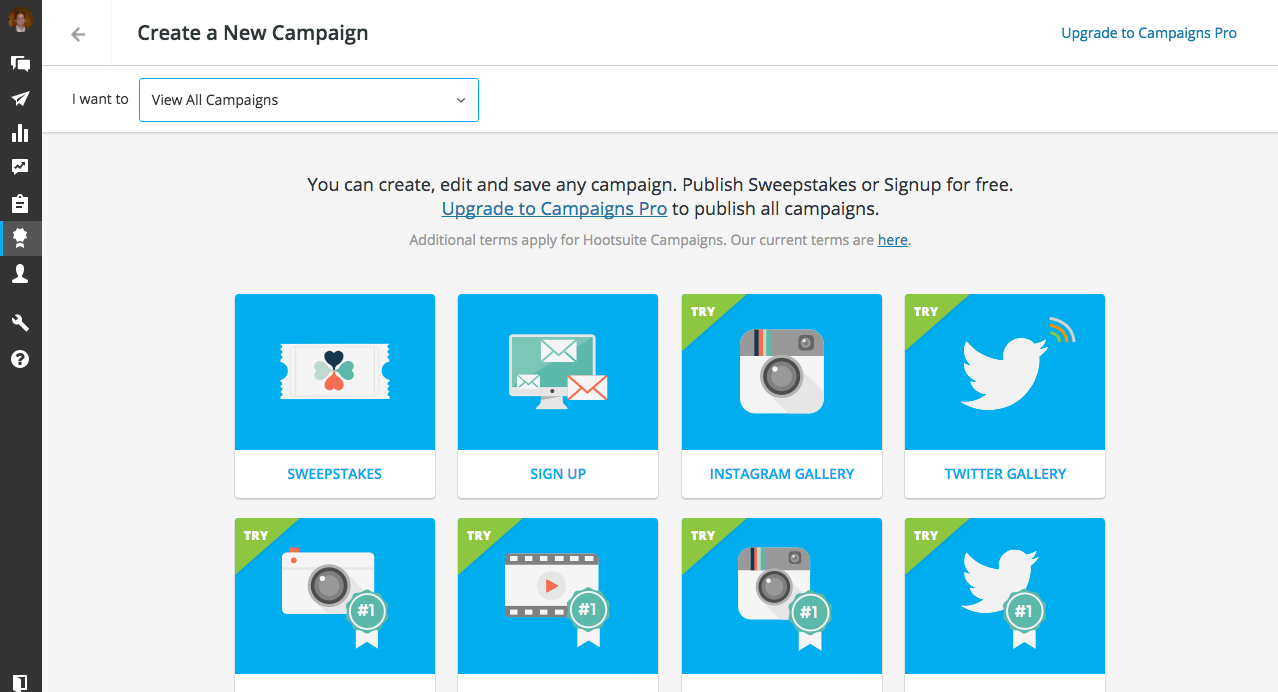 Create a New Campaign
Upgrade to Campaigns Pro
I want to
View All Campaigns
You can create, edit and save any campaign. Publish Sweepstakes or Signup for free.
Upgrade to Campaigns Pro to publish all campaigns.
Additional terms apply for Hootsuite Campaigns. Our current terms are here.
SWEEPSTAKES
SIGN UP
TRY
INSTAGRAM GALLERY
TRY
TWITTER GALLERY
TRY
#1
TRY
#1
TRY
#1
TRY
#1